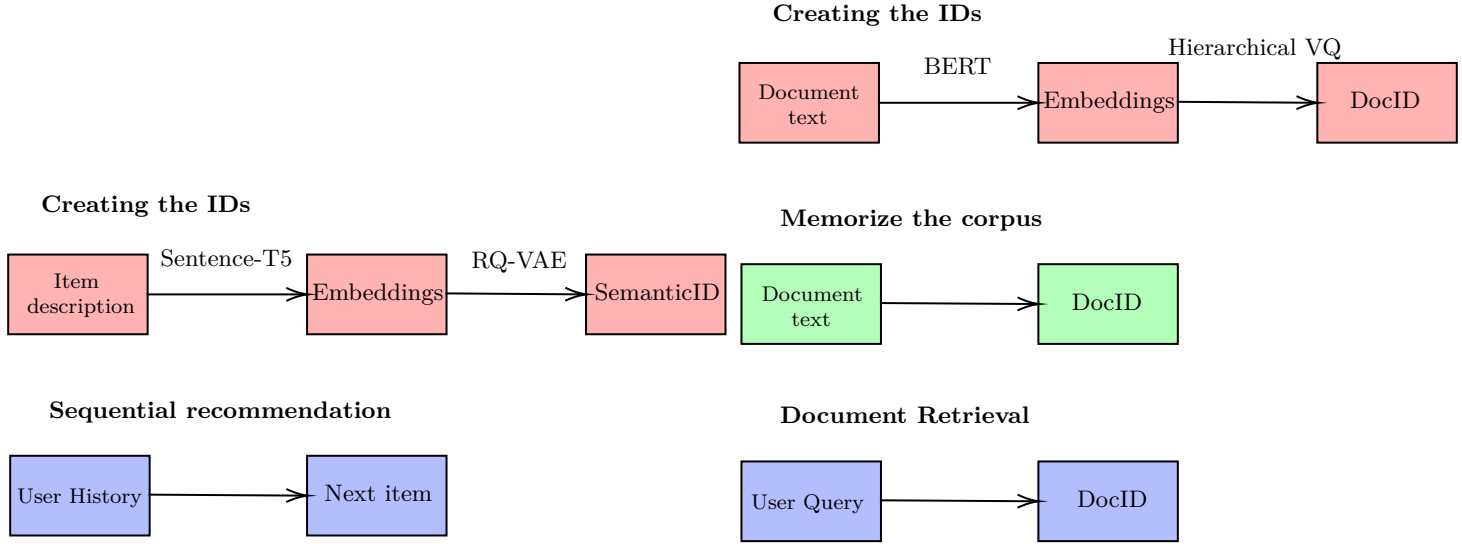 Creating the IDs
Sentence-T5
RQ-VAE
Item
description
Embeddings
SemanticID
Sequential recommendation
User History
Next item
Creating the IDs
BERT
Hierarchical VQ
Document
text
Embeddings
DocID
Memorize the corpus
Document
text
DocID
Document Retrieval
User Query
DocID